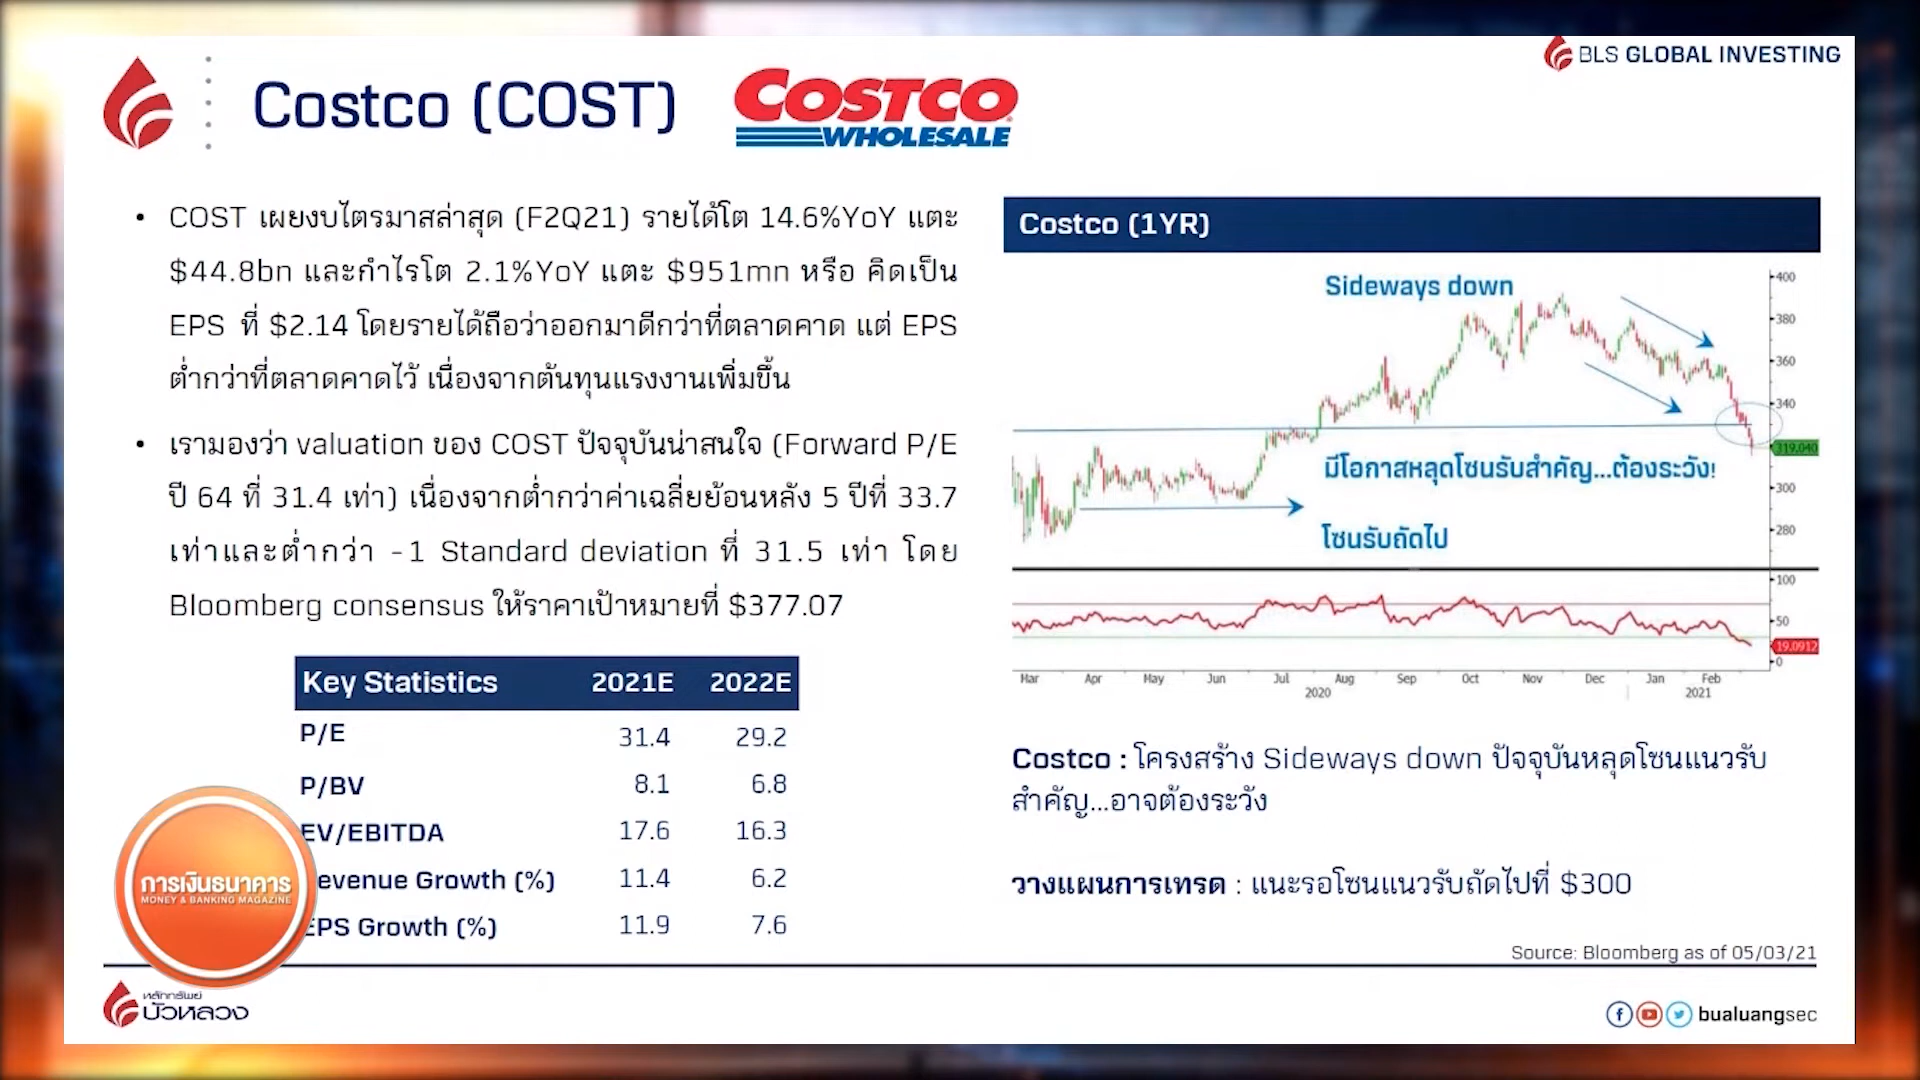 BLS GLOBAL INVESTING
Costco (COST)
COSTCO
WHOLESALE
• COST เผยงบไตรมาสล่าสุด (F2Q21) รายได้โต 14.6%YoY แตะ
$44.8bn และกำไรโต 2.1%YoY แตะ $951mn หรือ คิดเป็น
EPS ที่ $2.14 โดยรายได้ถือว่าออกมาดีกว่าที่ตลาดคาด แต่ EPS
ต่ำกว่าที่ตลาดคาดไว้ เนื่องจากต้นทุนแรงงานเพิ่มขึ้น
• เรามองว่า valuation ของ COST ปัจจุบันน่าสนใจ (Forward P/E
ปี 64 ที่ 31.4 เท่า) เนื่องจากต่ำกว่าค่าเฉลี่ยย้อนหลัง 5 ปีที่ 33.7
เท่าและต่ำกว่า -1 Standard deviation ที่ 31.5 เท่า โดย
Bloomberg consensus ให้ราคาเป้าหมายที่ $377.07
Key Statistics 2021E 2022E
P/E 31.4 29.2
P/BV 8.1 6.8
EV/EBITDA 17.6 16.3
evenue Growth (%) 11.4 6.2
EPS Growth (%) 11.9 7.6
การเงินธนาคาร
MONEY & BANKING MAGAZINE
Costco (1YR)
Sideways down
มีโอกาสหลุดโซนรับสำคัญ...ต้องระวัง!
โซนรับถัดไป
400
380
360
340
319.040
300
280
100
50
19.0912
0
Mar Apr May Jun Jul Aug Sep Oct Nov Dec Jan Feb
2020 2021
Costco : โครงสร้าง Sideways down ปัจจุบันหลุดโซนแนวรับ
สำคัญ...อาจต้องระวัง
วางแผนการเทรด : แนะรอโซนแนวรับถัดไปที่ $300
Source: Bloomberg as of 05/03/21
หลักทรัพย์
บัวหลวง
bualuangsec